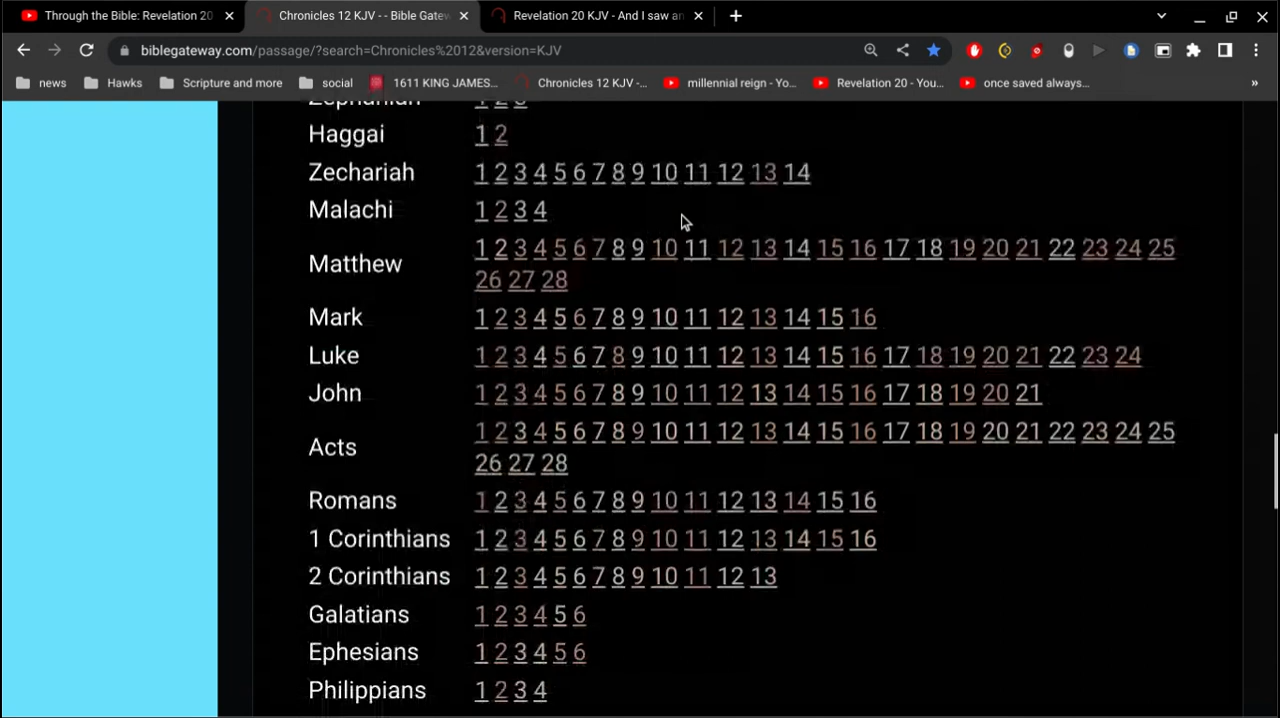 Through the Bible: Revelation 20
Chronicles 12 KJV - - Bible Gatew
Revelation 20 KJV - And I saw an
biblegateway.com/passage/?search=Chronicles%2012&version=KJV
news
Hawks
Scripture and more
social
1611 KING JAMES...
Chronicles 12 KJV -...
millennial reign - Yo...
Revelation 20 - You...
once saved always...
»
Zephaniah 1 2 3
Haggai 1 2
Zechariah 1 2 3 4 5 6 7 8 9 10 11 12 13 14
Malachi 1 2 3 4
Matthew 1 2 3 4 5 6 7 8 9 10 11 12 13 14 15 16 17 18 19 20 21 22 23 24 25
26 27 28
Mark 1 2 3 4 5 6 7 8 9 10 11 12 13 14 15 16
Luke 1 2 3 4 5 6 7 8 9 10 11 12 13 14 15 16 17 18 19 20 21 22 23 24
John 1 2 3 4 5 6 7 8 9 10 11 12 13 14 15 16 17 18 19 20 21
Acts 1 2 3 4 5 6 7 8 9 10 11 12 13 14 15 16 17 18 19 20 21 22 23 24 25
26 27 28
Romans 1 2 3 4 5 6 7 8 9 10 11 12 13 14 15 16
1 Corinthians 1 2 3 4 5 6 7 8 9 10 11 12 13 14 15 16
2 Corinthians 1 2 3 4 5 6 7 8 9 10 11 12 13
Galatians 1 2 3 4 5 6
Ephesians 1 2 3 4 5 6
Philippians 1 2 3 4